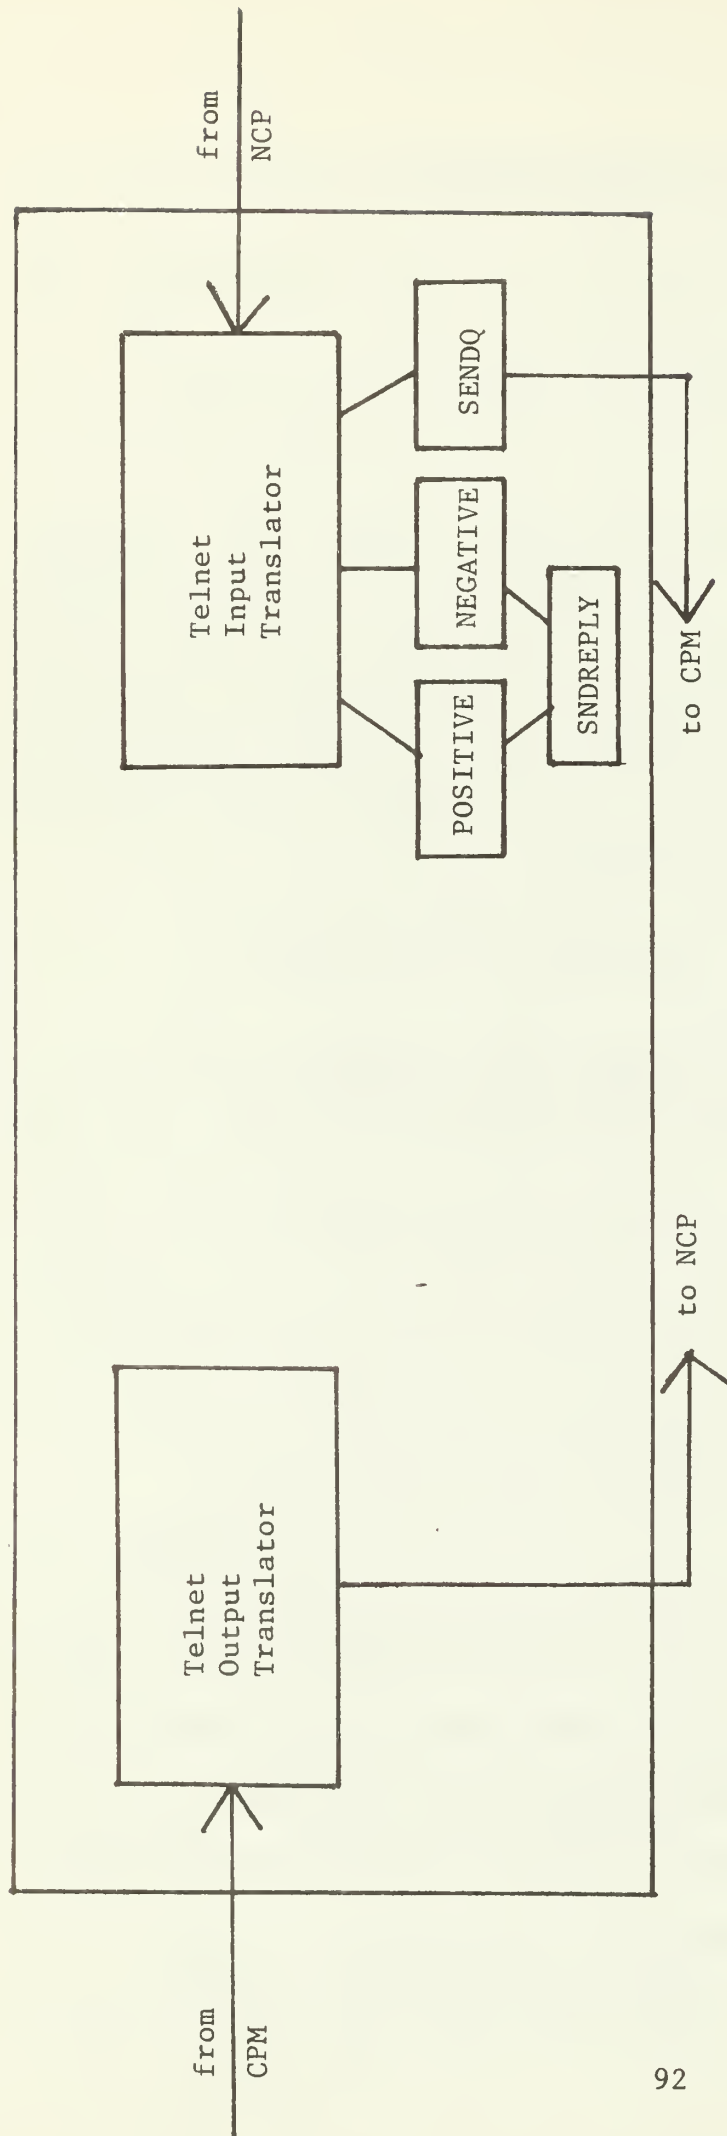 from
CPM
Telnet
Output
Translator
to NCP
Telnet
Input
Translator
POSITIVE
NEGATIVE
SENDQ
SNDREPLY
to CPM
from
NCP
92